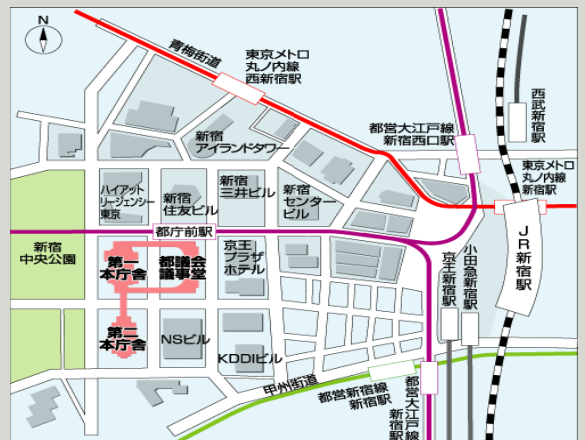 N
青梅街道
東京メトロ
丸ノ内線
西新宿駅
西武新宿駅
都営大江戸線
新宿西口駅
新宿
アイランドタワー
東京メトロ
丸ノ内線
新宿駅
ハイアット
リージェンシー
東京
新宿
住友ビル
新宿
三井ビル
新宿
センター
ビル
都庁前駅
JR新宿駅
新宿
中央公園
第一
本庁舎
都議会
議事堂
京王
プラザ
ホテル
京王新宿駅
小田急新宿駅
第二
本庁舎
NSビル
KDDIビル
甲州街道
都営新宿線
新宿駅
都営大江戸線
新宿駅